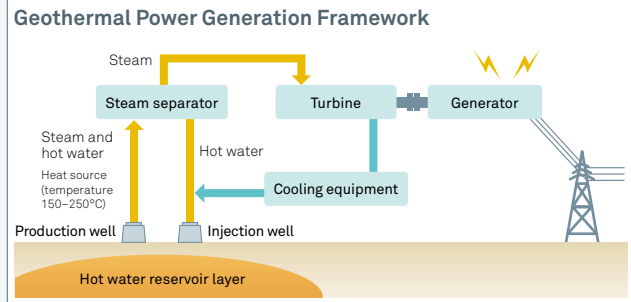 Geothermal Power Generation Framework
Steam
Steam separator
Turbine
Generator
Steam and
hot water
Hot water
Heat source
(temperature
150–250°C)
Cooling equipment
Production well
Injection well
Hot water reservoir layer